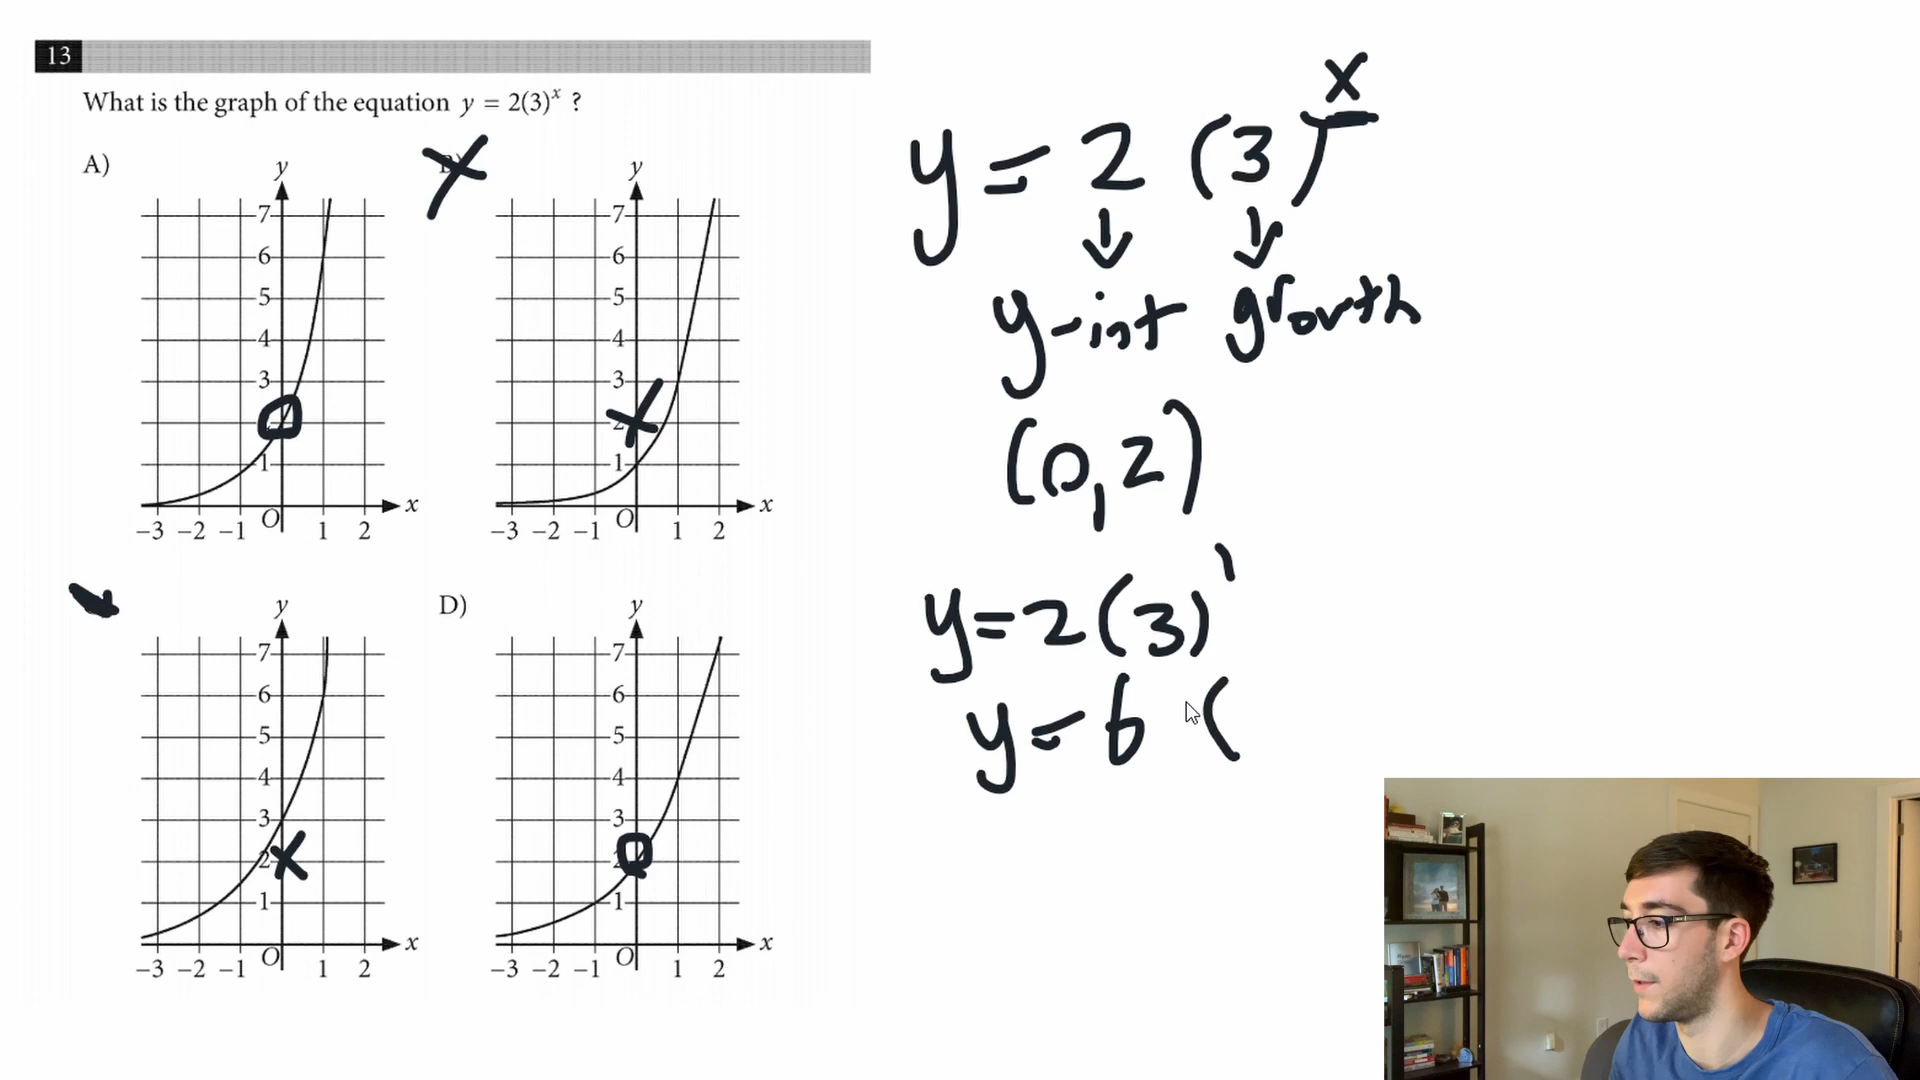 13
What is the graph of the equation y = 2(3)^x ?
A)
y
7
6
5
4
3
1
O
x
-3 -2 -1 1 2
y
7
6
5
4
3
2
1
O
x
-3 -2 -1 1 2
y
7
6
5
4
3
2
1
O
x
-3 -2 -1 1 2
D)
y
7
6
5
4
3
1
O
x
-3 -2 -1 1 2
y = 2 (3)^x
y-int growth
(0,2)
y=2(3)^1
y=6 (